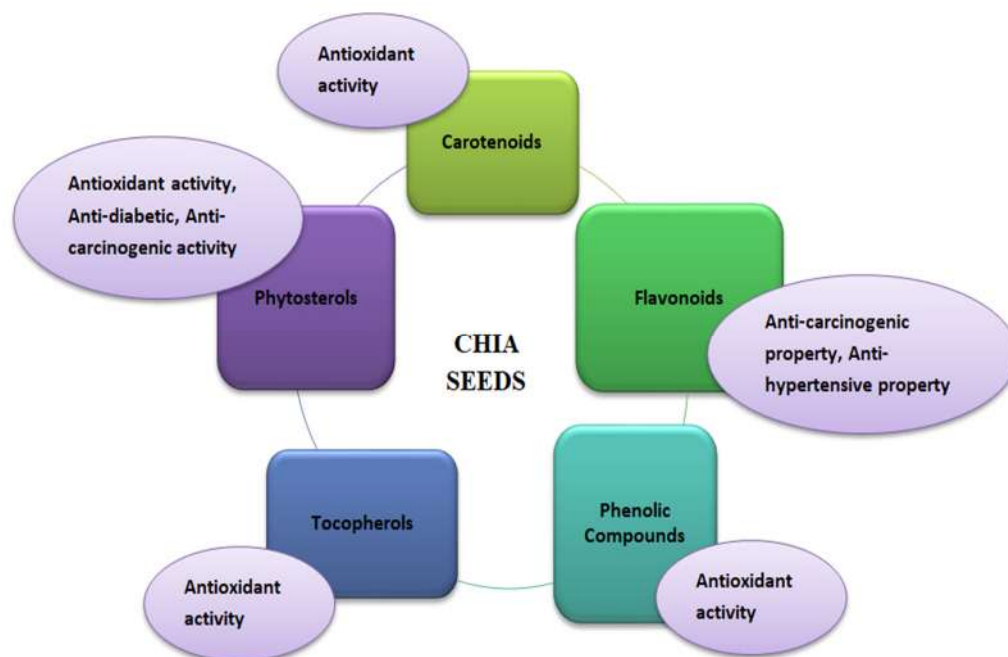 Antioxidant
activity
Carotenoids
Antioxidant activity,
Anti-diabetic, Anti-
carcinogenic activity
Phytosterols
Flavonoids
Anti-carcinogenic
property, Anti-
hypertensive property
CHIA
SEEDS
Tocopherols
Antioxidant
activity
Phenolic
Compounds
Antioxidant
activity